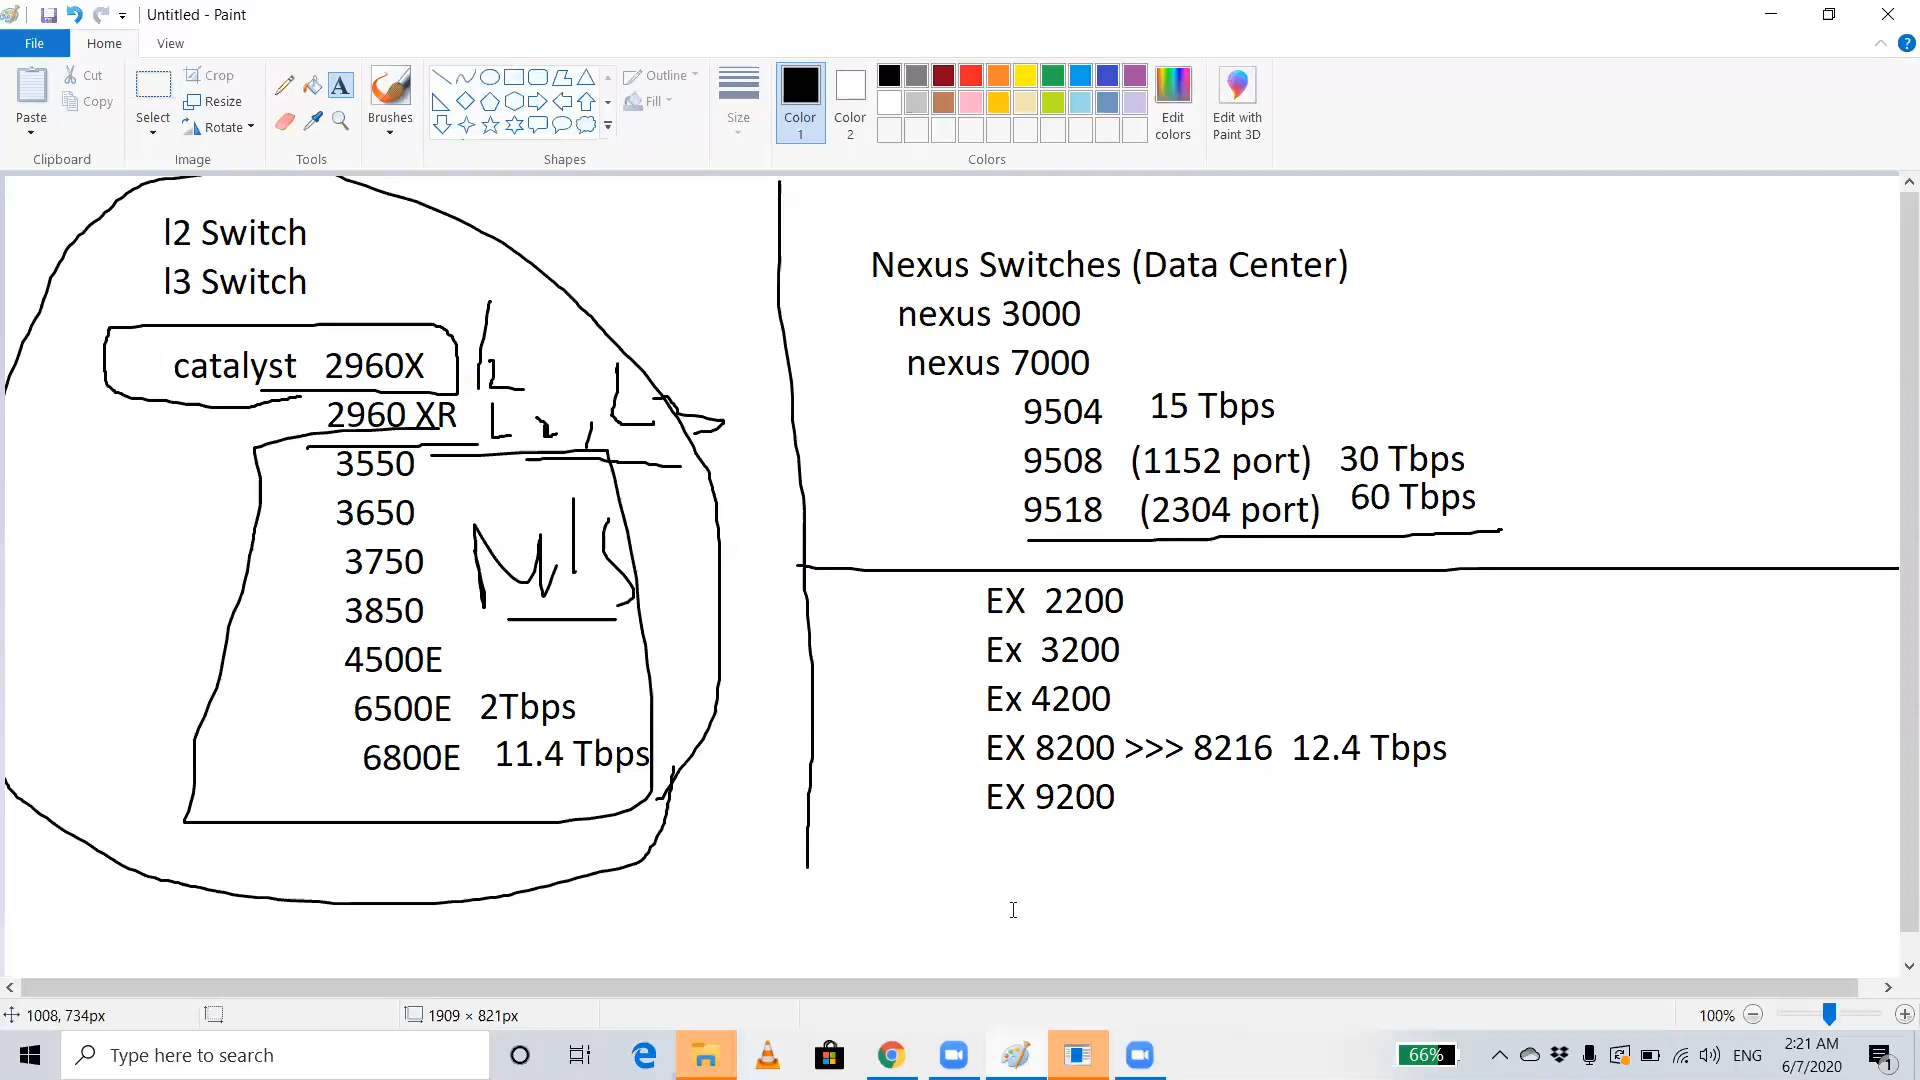 Untitled - Paint
File Home View
Paste
Cut
Copy
Clipboard
Select
Crop
Resize
Rotate
Image
A
Tools
Brushes
Outline
Fill
Shapes
Size
Color 1
Color 2
Colors
Edit colors
Edit with Paint 3D
l2 Switch
l3 Switch
catalyst 2960X L2
2960 XR L2,
3550
3650
3750
3850
MLS
4500E
6500E 2Tbps
6800E 11.4 Tbps
Nexus Switches (Data Center)
nexus 3000
nexus 7000
9504 15 Tbps
9508 (1152 port) 30 Tbps
9518 (2304 port) 60 Tbps
EX 2200
Ex 3200
Ex 4200
EX 8200 >>> 8216 12.4 Tbps
EX 9200
1008, 734px
1909 × 821px
100%
Type here to search
66%
ENG
2:21 AM
6/7/2020
1